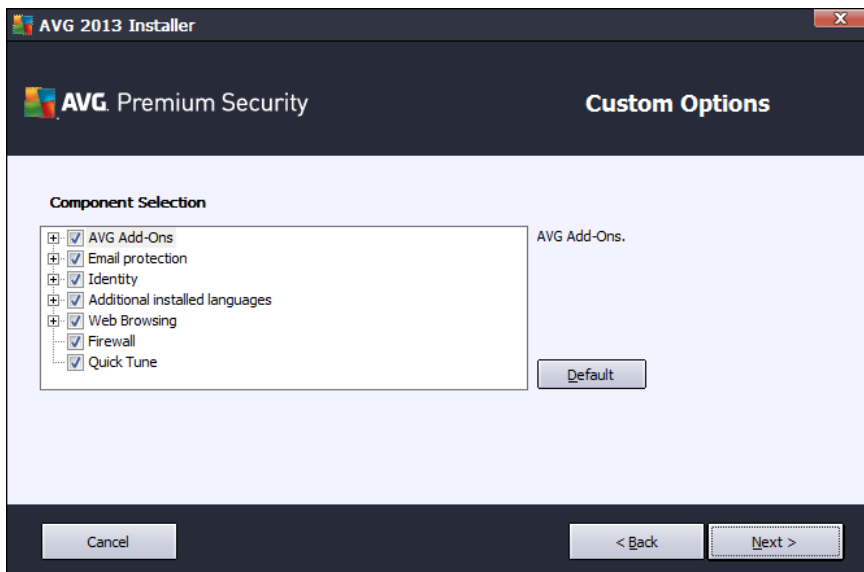 AVG 2013 Installer
X
AVG. Premium Security
Custom Options
Component Selection
AVG Add-Ons
Email protection
Identity
Additional installed languages
Web Browsing
Firewall
Quick Tune
AVG Add-Ons.
Default
Cancel
< Back
Next >